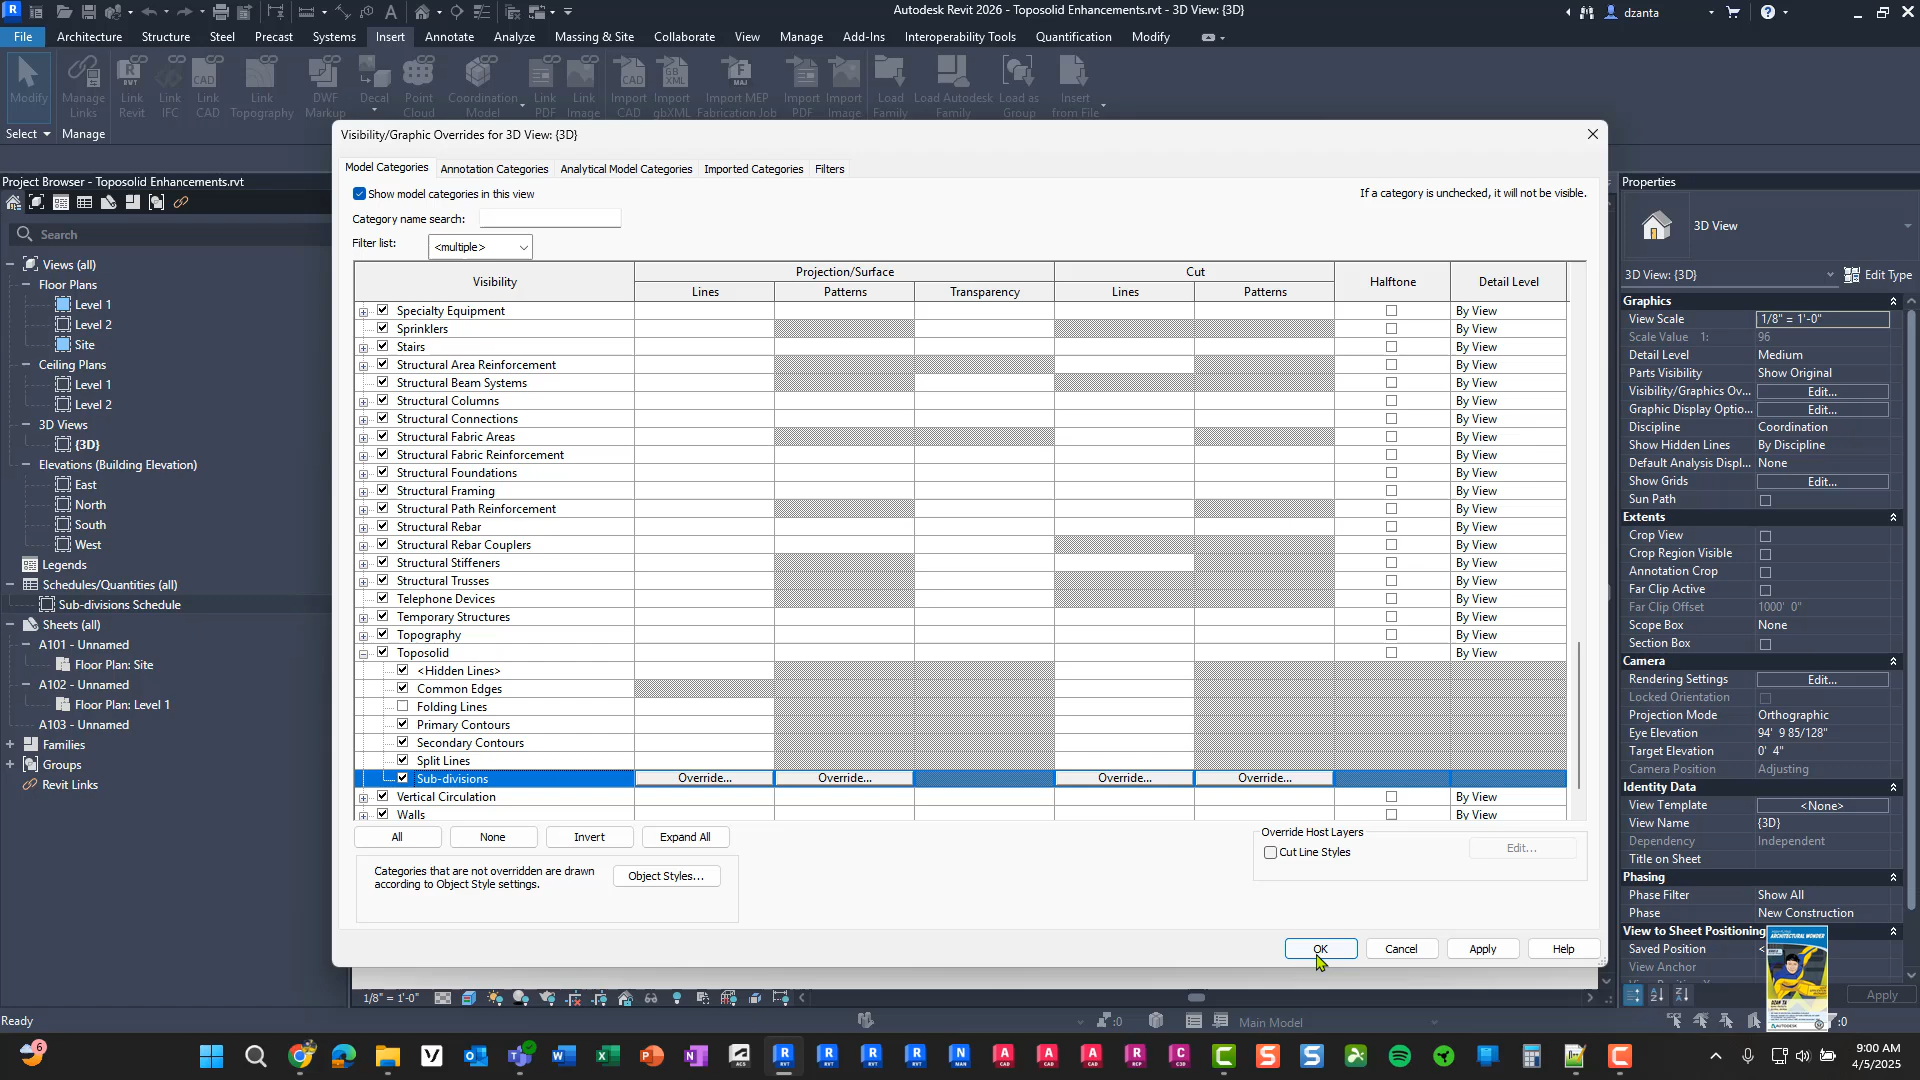 Autodesk Revit 2026 - Toposolid Enhancements.rvt - 3D View: {3D}
dzanta
File Architecture Structure Steel Precast Systems Insert Annotate Analyze Massing & Site Collaborate View Manage Add-Ins Interoperability Tools Quantification Modify
Modify
Manage Links
Link Revit
Link IFC
Link CAD
Link Topography
DWF Markup
Decal
Point Cloud
Coordination Model
Link PDF
Link Image
Import CAD
Import gbXML
Import MEP Fabrication Job
Import PDF
Import Image
Load Family
Load Autodesk Family
Load as Group
Insert from File
Select
Manage
Project Browser - Toposolid Enhancements.rvt
Search
Views (all)
Floor Plans
Level 1
Level 2
Site
Ceiling Plans
Level 1
Level 2
3D Views
{3D}
Elevations (Building Elevation)
East
North
South
West
Legends
Schedules/Quantities (all)
Sub-divisions Schedule
Sheets (all)
A101 - Unnamed
Floor Plan: Site
A102 - Unnamed
Floor Plan: Level 1
A103 - Unnamed
Families
Groups
Revit Links
Visibility/Graphic Overrides for 3D View: {3D}
Model Categories Annotation Categories Analytical Model Categories Imported Categories Filters
Show model categories in this view
If a category is unchecked, it will not be visible.
Category name search:
Filter list: <multiple>
Visibility Projection/Surface Cut Halftone Detail Level
Lines Patterns Transparency Lines Patterns
Specialty Equipment By View
Sprinklers By View
Stairs By View
Structural Area Reinforcement By View
Structural Beam Systems By View
Structural Columns By View
Structural Connections By View
Structural Fabric Areas By View
Structural Fabric Reinforcement By View
Structural Foundations By View
Structural Framing By View
Structural Path Reinforcement By View
Structural Rebar By View
Structural Rebar Couplers By View
Structural Stiffeners By View
Structural Trusses By View
Telephone Devices By View
Temporary Structures By View
Topography By View
Toposolid By View
<Hidden Lines>
Common Edges
Folding Lines
Primary Contours
Secondary Contours
Split Lines
Sub-divisions Override... Override... Override... Override...
Vertical Circulation By View
Walls By View
All None Invert Expand All
Override Host Layers
Cut Line Styles Edit...
Categories that are not overridden are drawn
according to Object Style settings.
Object Styles...
OK Cancel Apply Help
Properties
3D View
3D View: {3D} Edit Type
Graphics
View Scale 1/8" = 1'-0"
Scale Value 1: 96
Detail Level Medium
Parts Visibility Show Original
Visibility/Graphics Ov... Edit...
Graphic Display Optio... Edit...
Discipline Coordination
Show Hidden Lines By Discipline
Default Analysis Displ... None
Show Grids Edit...
Sun Path
Extents
Crop View
Crop Region Visible
Annotation Crop
Far Clip Active
Far Clip Offset 1000' 0"
Scope Box None
Section Box
Camera
Rendering Settings Edit...
Locked Orientation
Projection Mode Orthographic
Eye Elevation 94' 9 85/128"
Target Elevation 0' 4"
Camera Position Adjusting
Identity Data
View Template <None>
View Name {3D}
Dependency Independent
Title on Sheet
Phasing
Phase Filter Show All
Phase New Construction
View to Sheet Positioning
Saved Position
View Anchor
Apply
ARCHITECTURAL WONDER
AUTODESK
1/8" = 1'-0"
Ready
:0
Main Model
:0
6
9:00 AM
4/5/2025